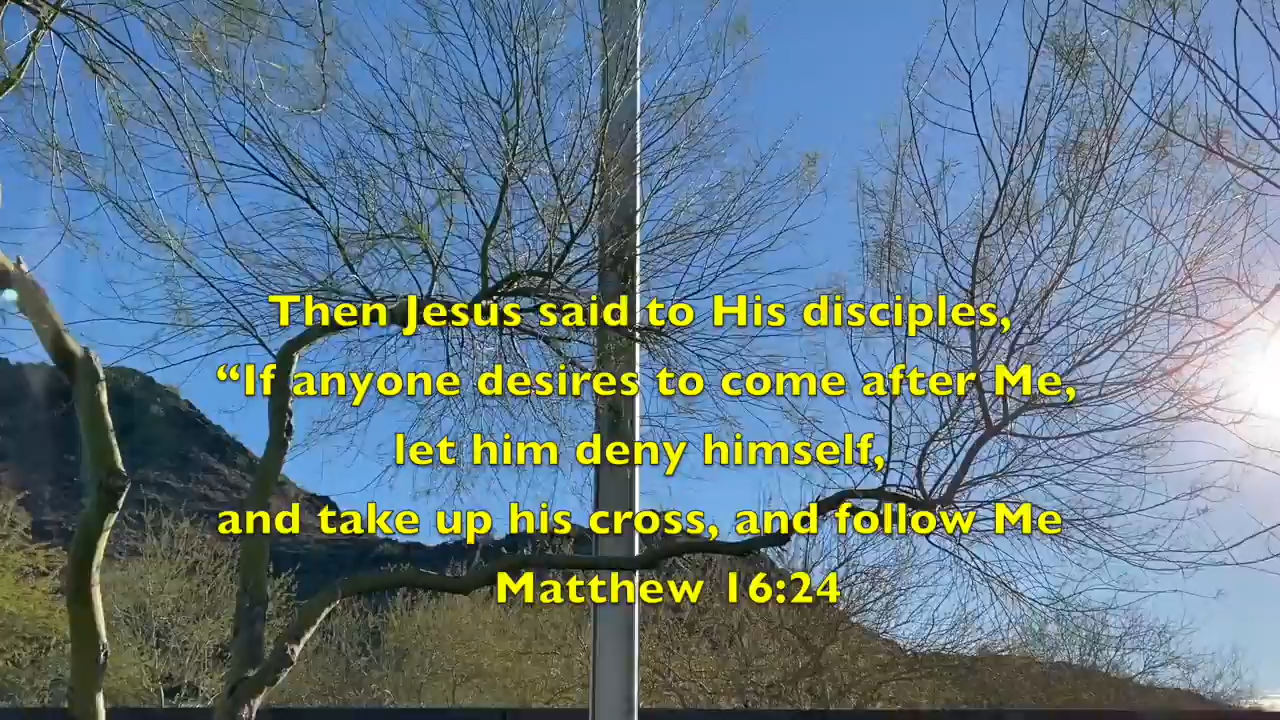 Then Jesus said to His disciples,
“If anyone desires to come after Me,
let him deny himself,
and take up his cross, and follow Me
Matthew 16:24